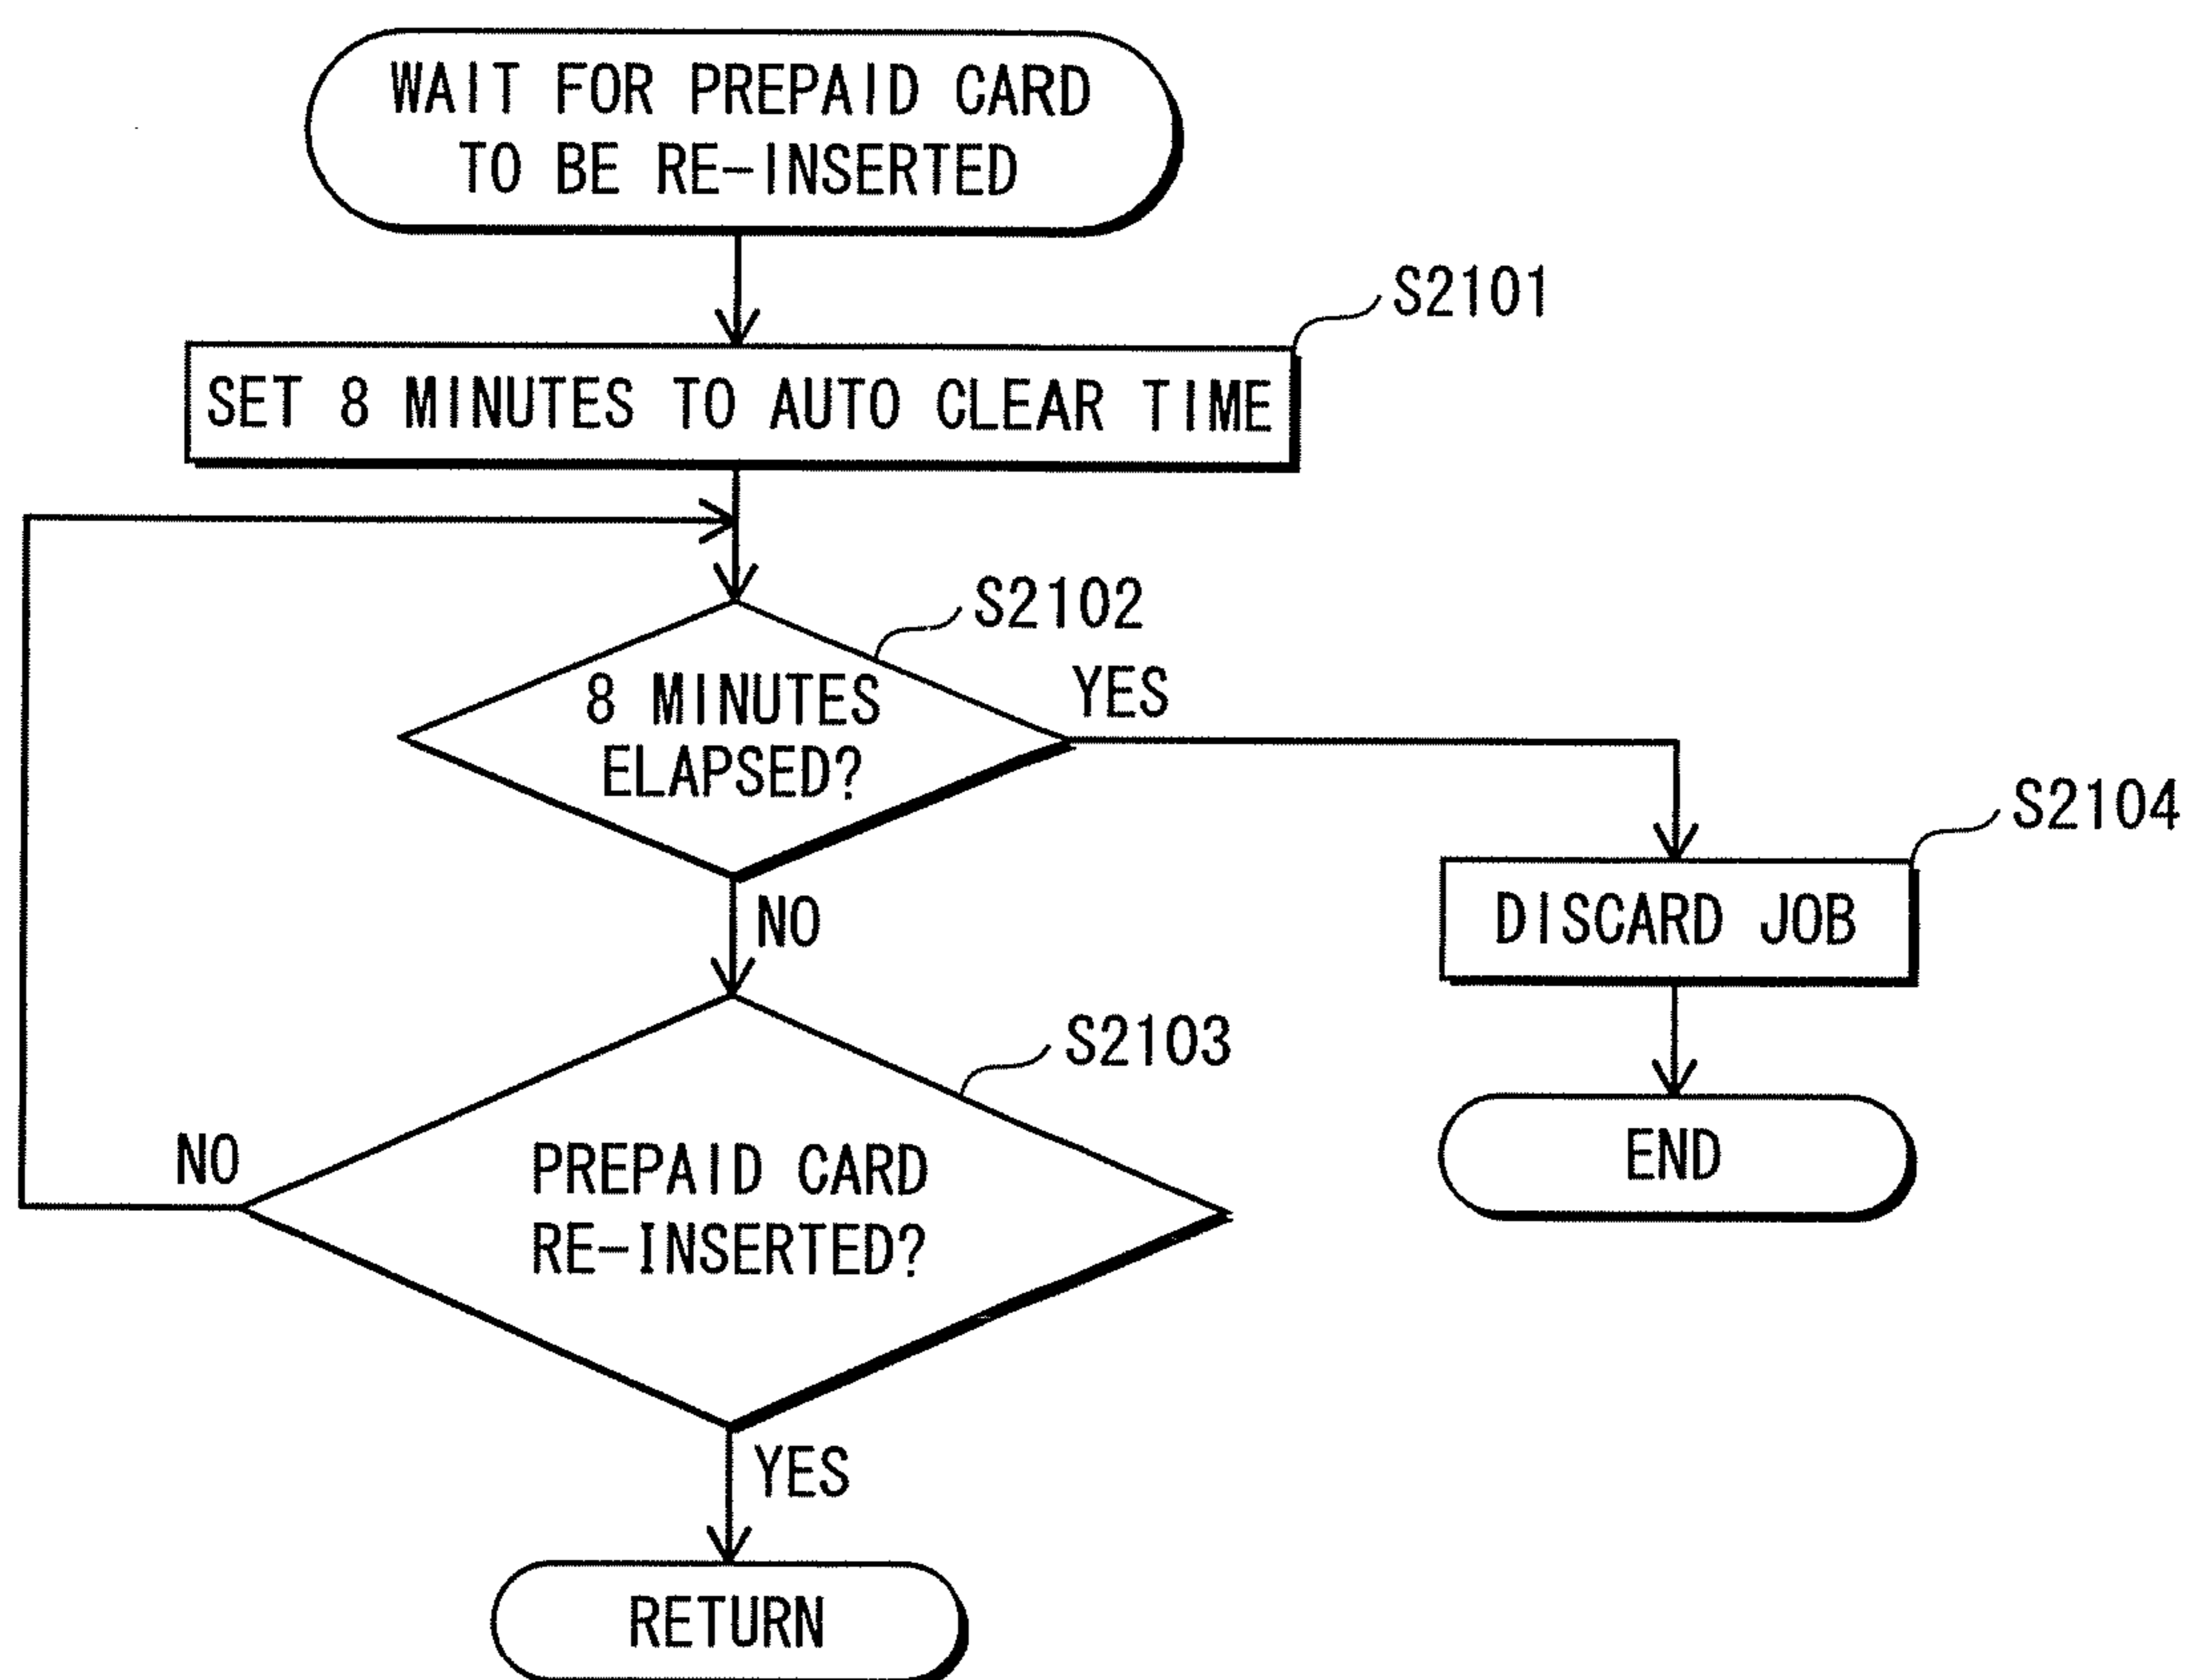 WAIT FOR PREPAID CARD
TO BE RE-INSERTED
S2101
SET 8 MINUTES TO AUTO CLEAR TIME
S2102
8 MINUTES
ELAPSED?
YES
S2104
NO
DISCARD JOB
S2103
END
NO
PREPAID CARD
RE-INSERTED?
YES
RETURN